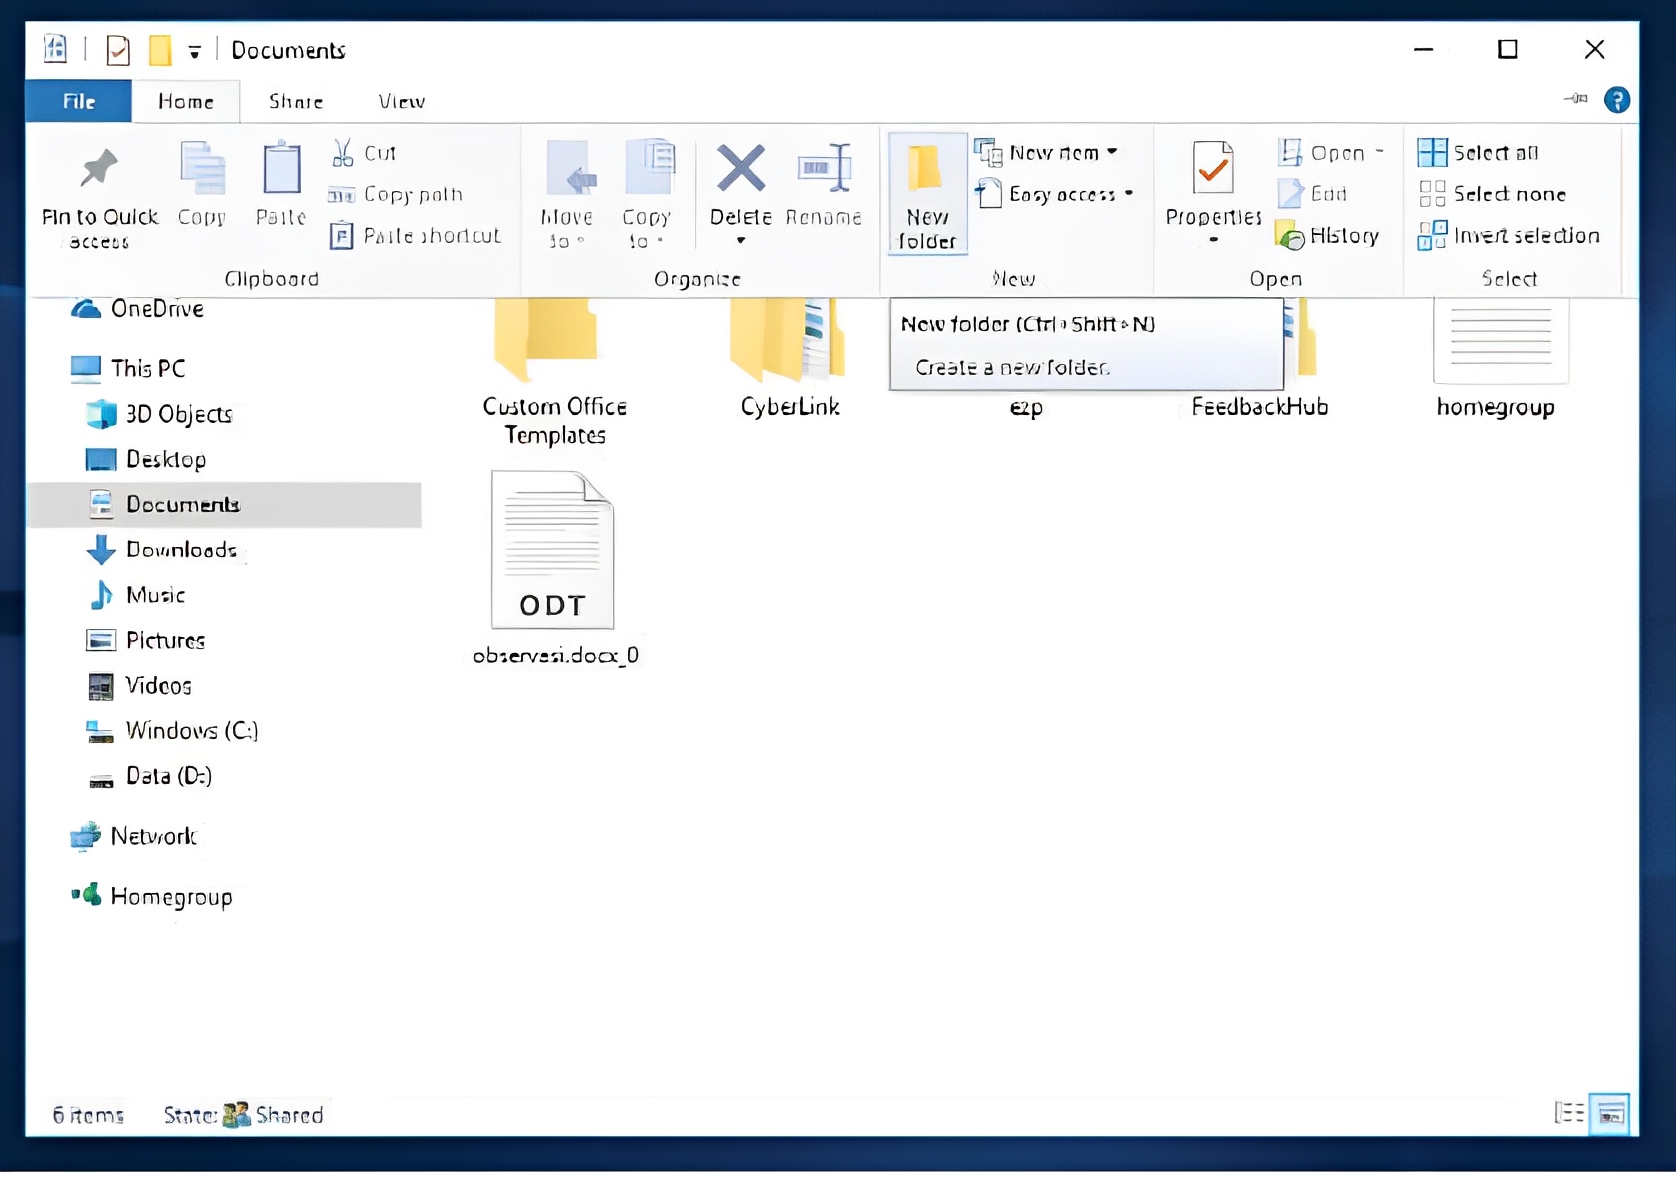 Documents
File Home Share View
Pin to Quick access
Copy
Paste
Cut
Copy path
Paste shortcut
Clipboard
Move to
Copy to
Delete
Rename
Organize
New folder
New item
Easy access
New
Properties
Open
Edit
History
Open
Select all
Select none
Invert selection
Select
New folder (Ctrl + Shift + N)
Create a new folder.
OneDrive
This PC
3D Objects
Desktop
Documents
Downloads
Music
Pictures
Videos
Windows (C:)
Data (D:)
Network
Homegroup
Custom Office
Templates
CyberLink
ezp
FeedbackHub
homegroup
ODT
observasi.docx_0
6 items State: Shared